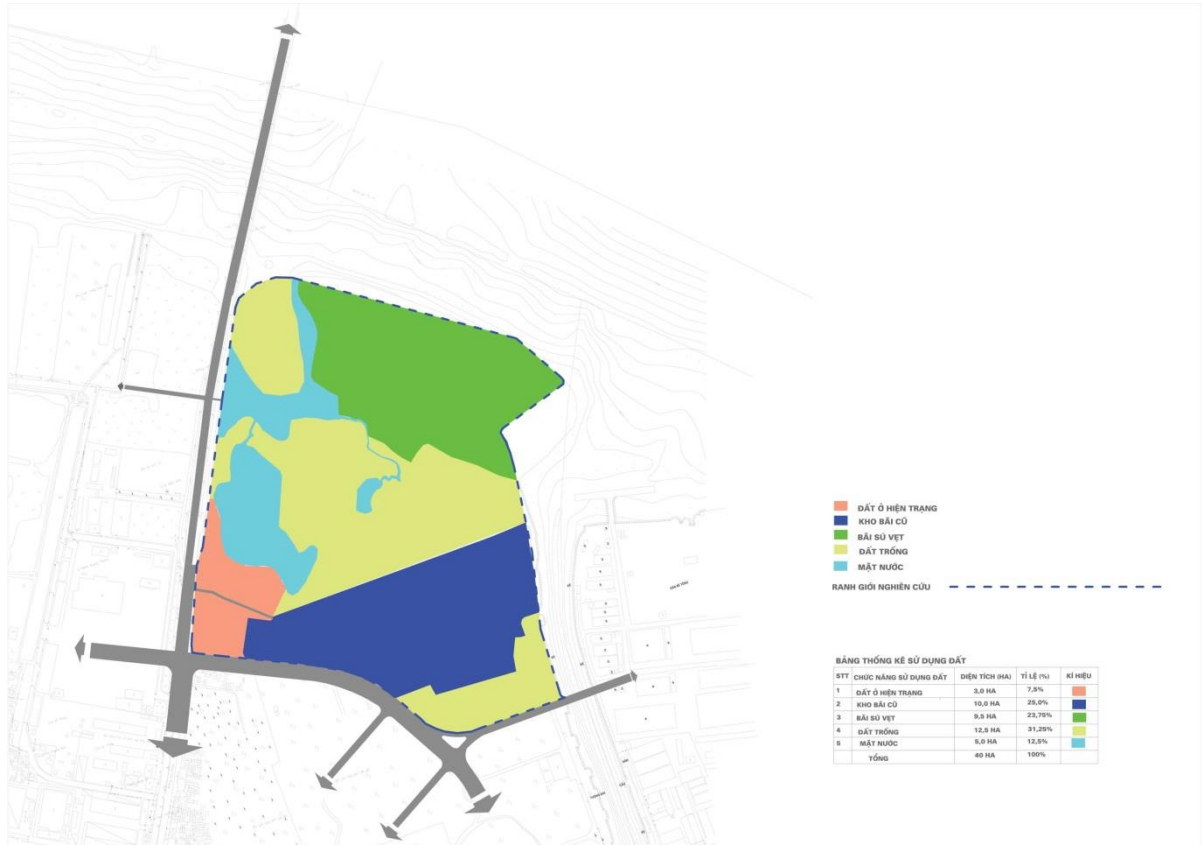 ĐẤT Ở HIỆN TRẠNG
KHO BÃI CŨ
BÃI SÚ VẸT
ĐẤT TRỐNG
MẶT NƯỚC
RANH GIỚI NGHIÊN CỨU
BẢNG THỐNG KÊ SỬ DỤNG ĐẤT
STT CHỨC NĂNG SỬ DỤNG ĐẤT DIỆN TÍCH (HA) TỈ LỆ (%) KÍ HIỆU
1 ĐẤT Ở HIỆN TRẠNG 3,0 HA 7,5%
2 KHO BÃI CŨ 10,0 HA 25,0%
3 BÃI SÚ VẸT 9,5 HA 23,75%
4 ĐẤT TRỐNG 12,5 HA 31,25%
5 MẶT NƯỚC 5,0 HA 12,5%
TỔNG 40 HA 100%